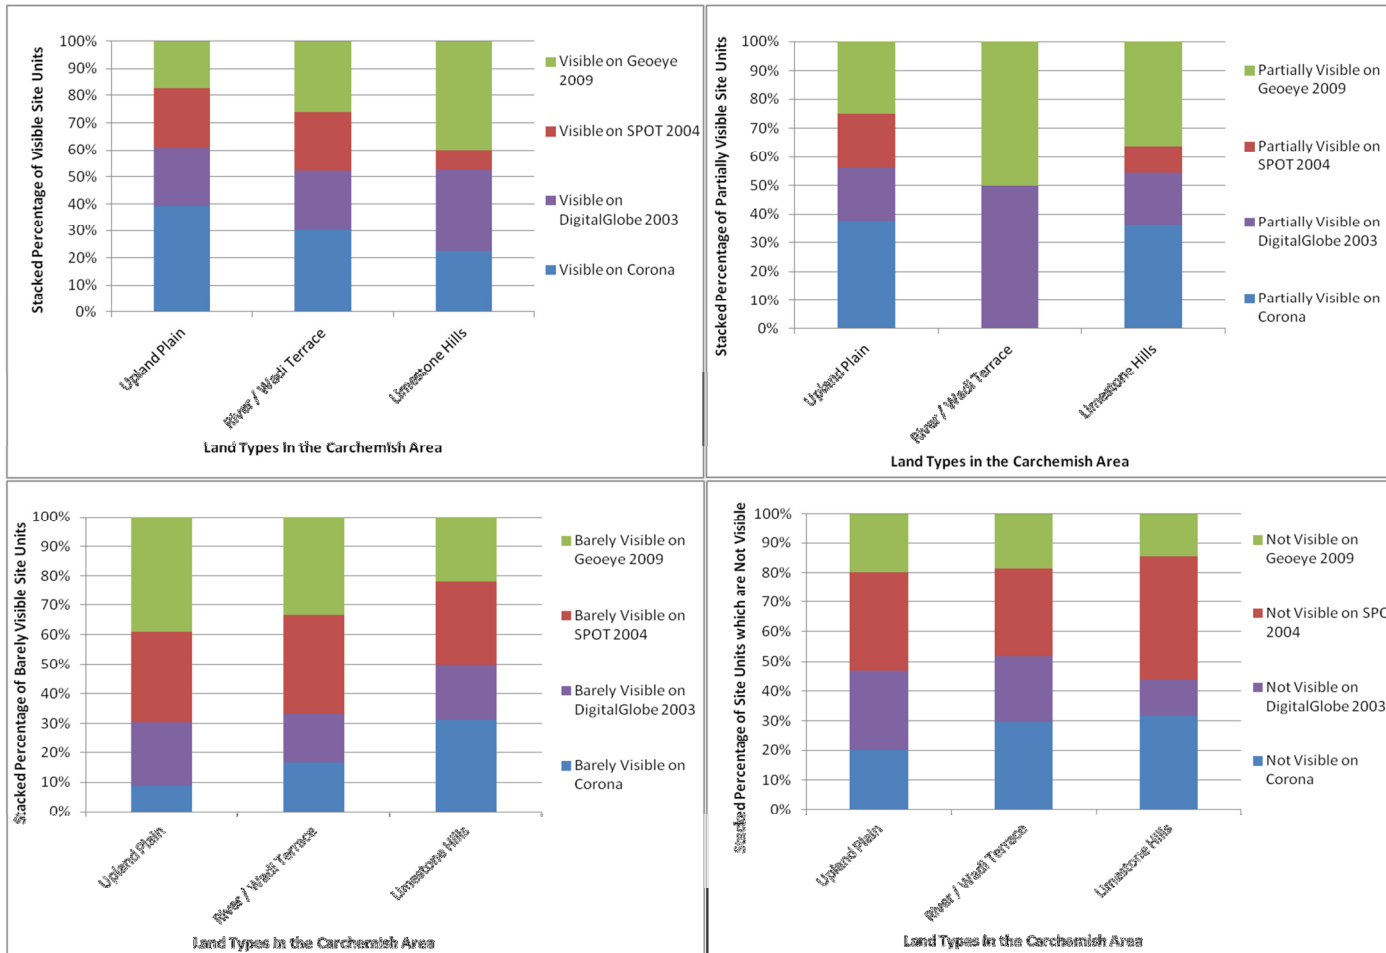 Stacked Percentage of Visible Site Units
100%
90%
80%
70%
60%
50%
40%
30%
20%
10%
0%
Upland Plain
River / Wadi Terrace
Limestone Hills
Land Types in the Carchemish Area
Visible on Geoeye
2009
Visible on SPOT 2004
Visible on
DigitalGlobe 2003
Visible on Corona
Stacked Percentage of Partially Visible Site Units
100%
90%
80%
70%
60%
50%
40%
30%
20%
10%
0%
Upland Plain
River / Wadi Terrace
Limestone Hills
Land Types in the Carchemish Area
Partially Visible on
Geoeye 2009
Partially Visible on
SPOT 2004
Partially Visible on
DigitalGlobe 2003
Partially Visible on
Corona
Stacked Percentage of Barely Visible Site Units
100%
90%
80%
70%
60%
50%
40%
30%
20%
10%
0%
Upland Plain
River / Wadi Terrace
Limestone Hills
Land Types in the Carchemish Area
Barely Visible on
Geoeye 2009
Barely Visible on
SPOT 2004
Barely Visible on
DigitalGlobe 2003
Barely Visible on
Corona
Stacked Percentage of Site Units which are Not Visible
100%
90%
80%
70%
60%
50%
40%
30%
20%
10%
0%
Upland Plain
River / Wadi Terrace
Limestone Hills
Land Types in the Carchemish Area
Not Visible on
Geoeye 2009
Not Visible on SPO
2004
Not Visible on
DigitalGlobe 2003
Not Visible on
Corona